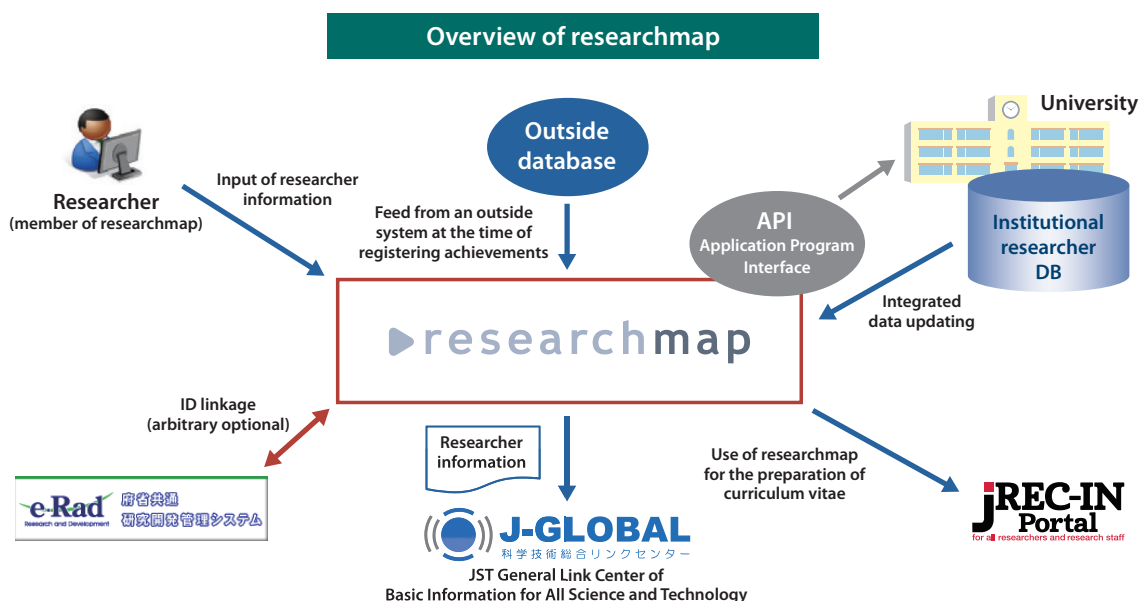 Overview of researchmap
Researcher
(member of researchmap)
Input of researcher
information
Outside
database
Feed from an outside
system at the time of
registering achievements
API
Application Program
Interface
University
Institutional
researcher
DB
Integrated
data updating
researchmap
ID linkage
(arbitrary optional)
e-Rad
Research and Development
府省共通
研究開発管理システム
Researcher
information
J-GLOBAL
科学技術総合リンクセンター
JST General Link Center of
Basic Information for All Science and Technology
Use of researchmap
for the preparation of
curriculum vitae
jREC-IN
Portal
for all researchers and research staff